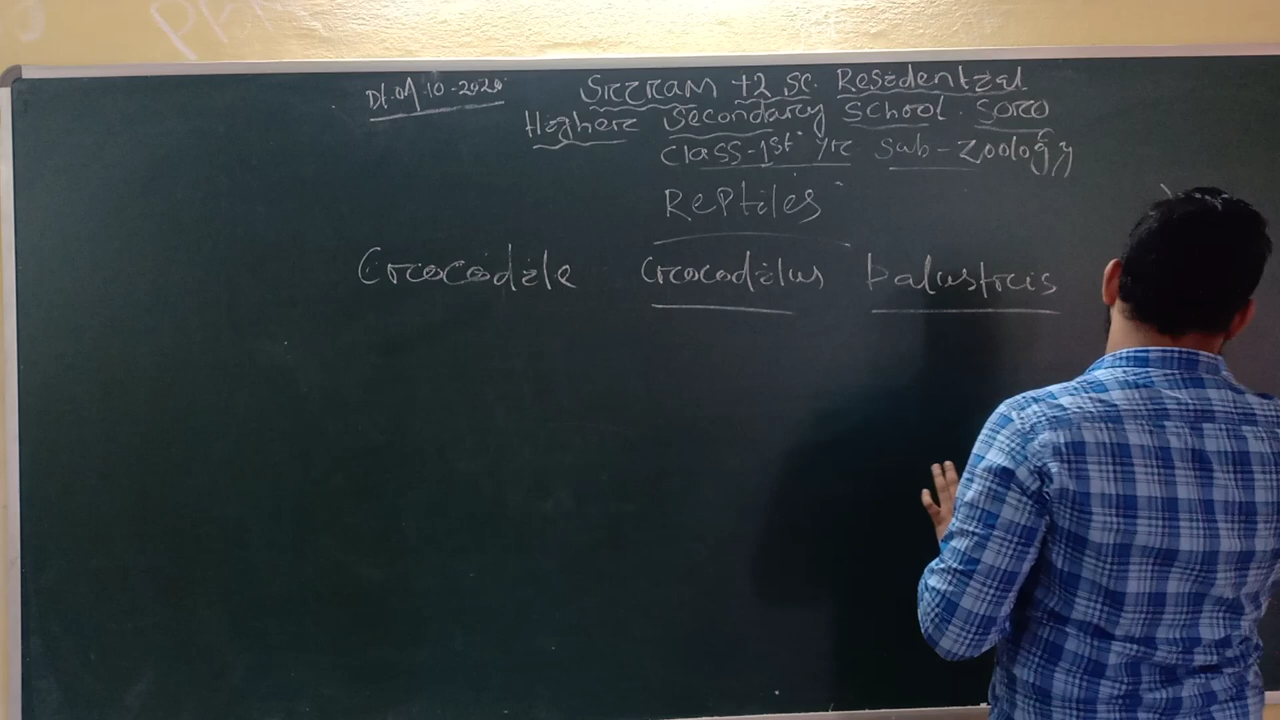 Dt.01.10-2020
Sriram +2 Sc. Residential
Higher Secondary School. Soro
Class-1st Yr Sub-Zoology
Reptiles
Crocodile Crocodilus palustris